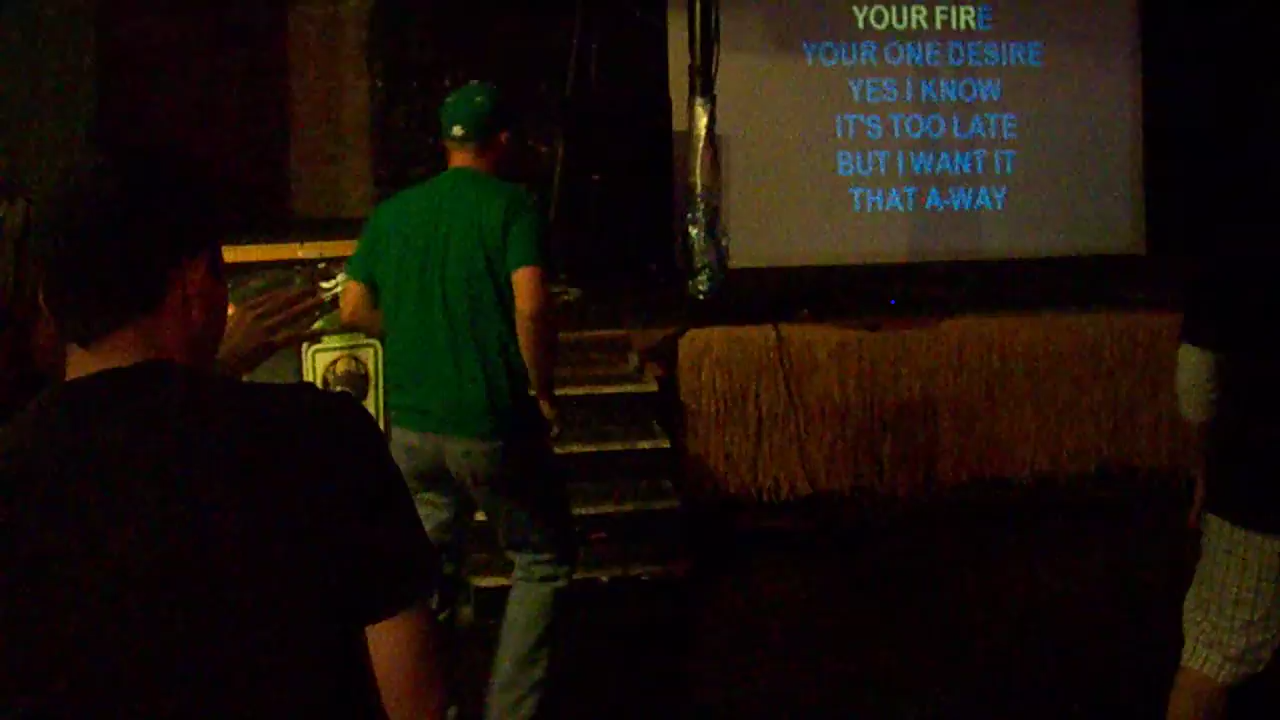 YOUR FIRE
YOUR ONE DESIRE
YES I KNOW
IT'S TOO LATE
BUT I WANT IT
THAT A-WAY